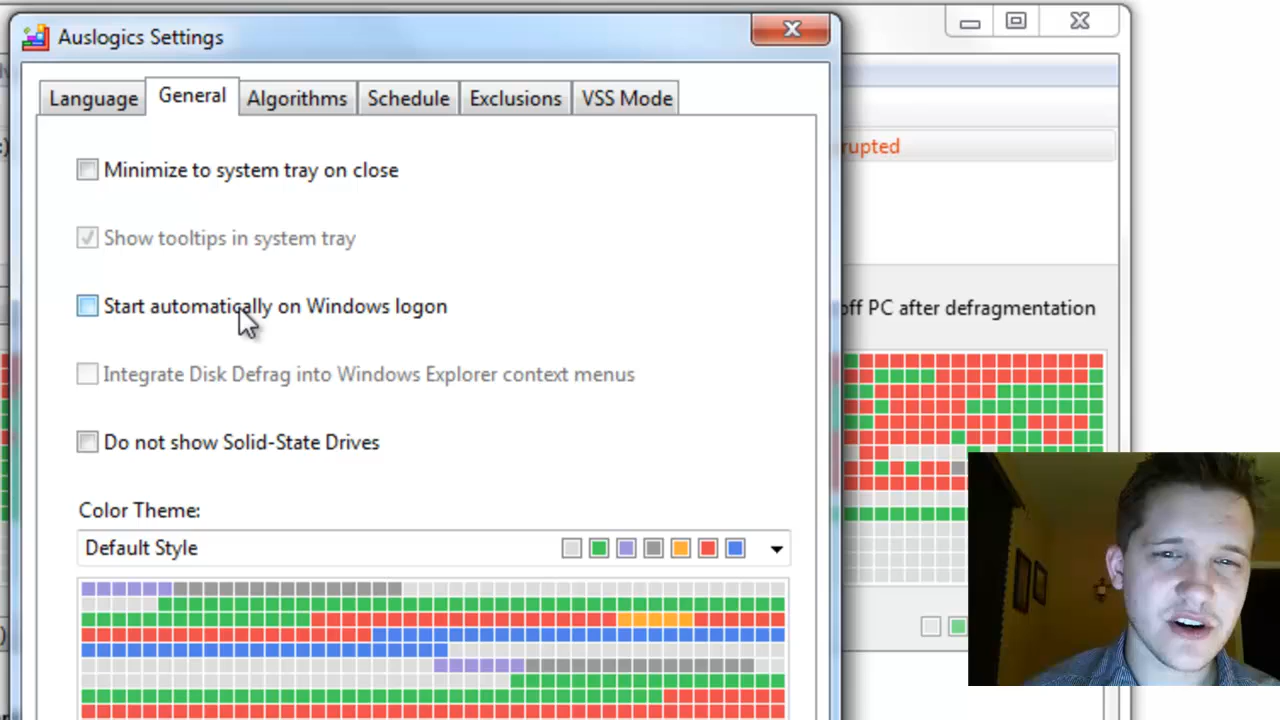 Auslogics Settings
Language General Algorithms Schedule Exclusions VSS Mode
Minimize to system tray on close
Show tooltips in system tray
Start automatically on Windows logon
Integrate Disk Defrag into Windows Explorer context menus
Do not show Solid-State Drives
Color Theme:
Default Style
off PC after defragmentation